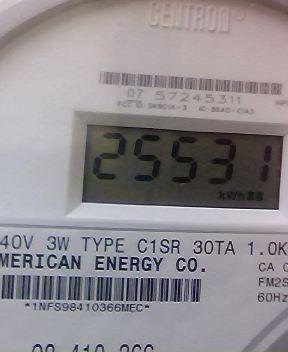 CENTRON®
07 57245311
25531
kWh
40V 3W TYPE C1SR 30TA 1.0K
MERICAN ENERGY CO.
CA 0
FM2S
60Hz
*1NFS98410366MEC*